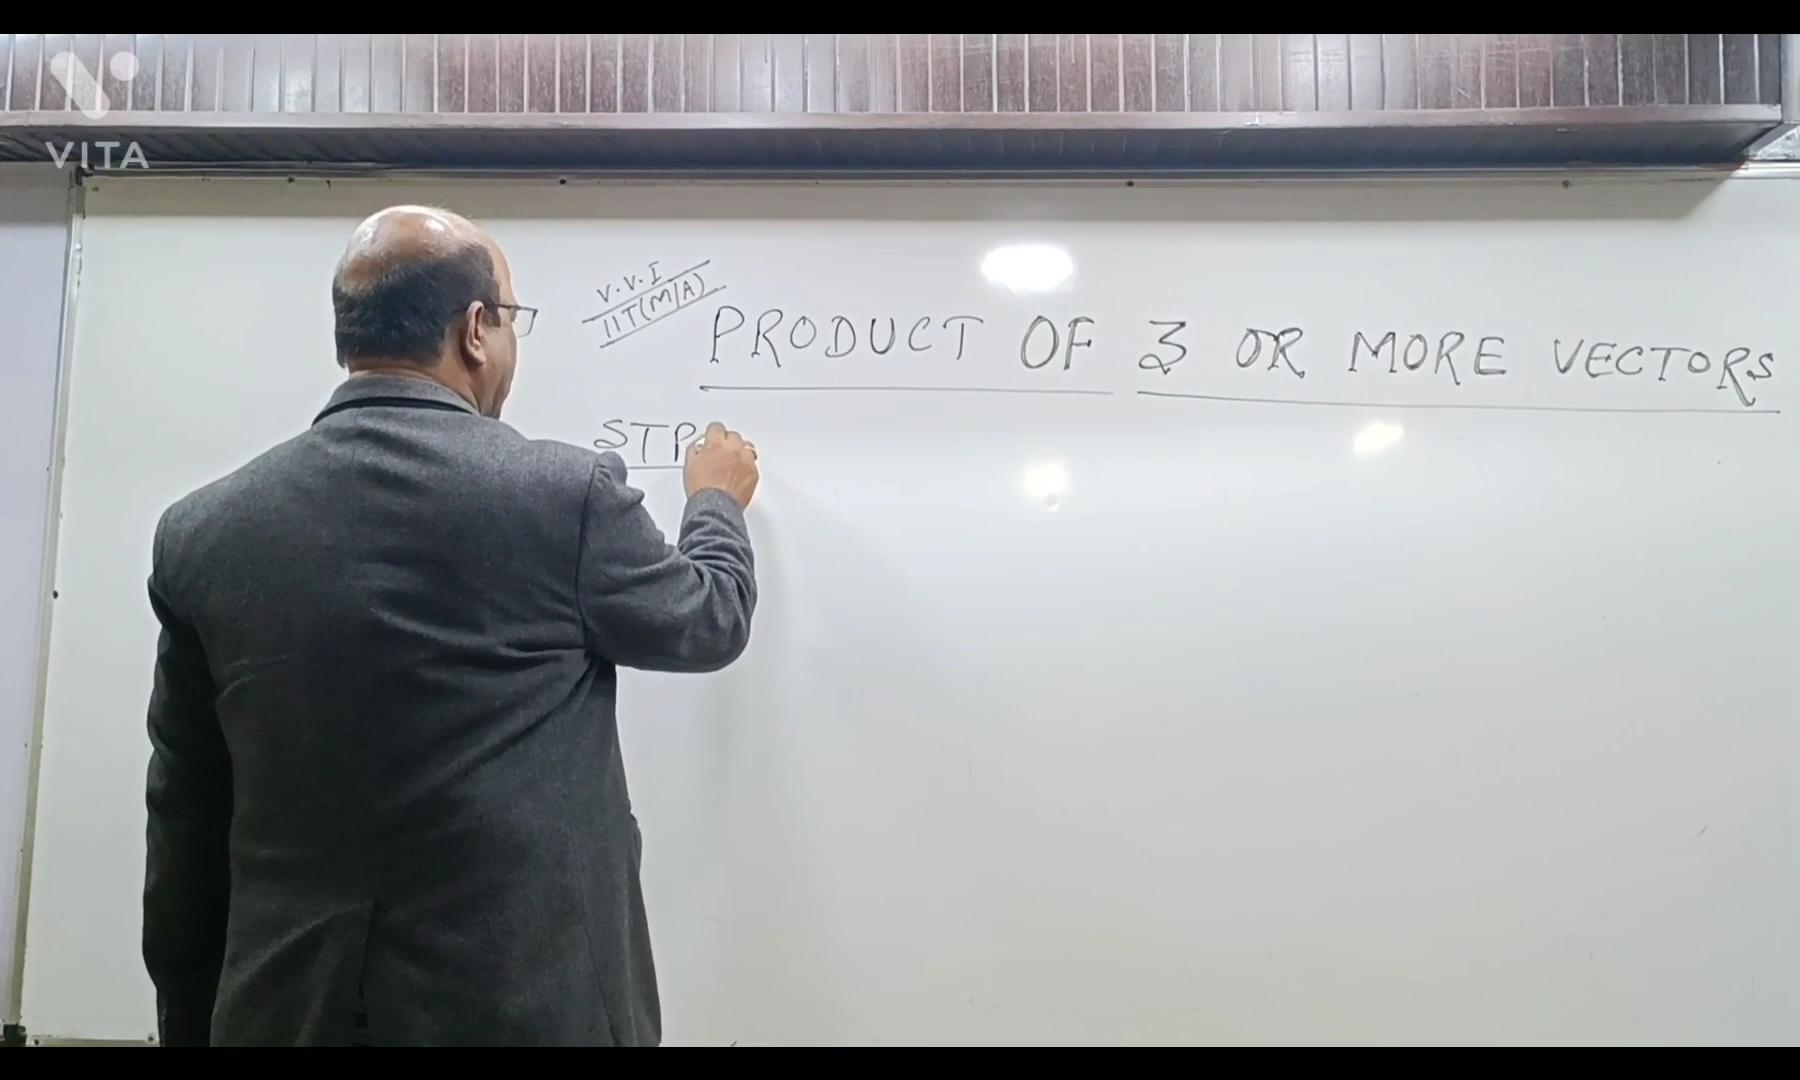 VITA
V.V.I
IIT(M/A)
PRODUCT OF 3 OR MORE VECTORS
STP